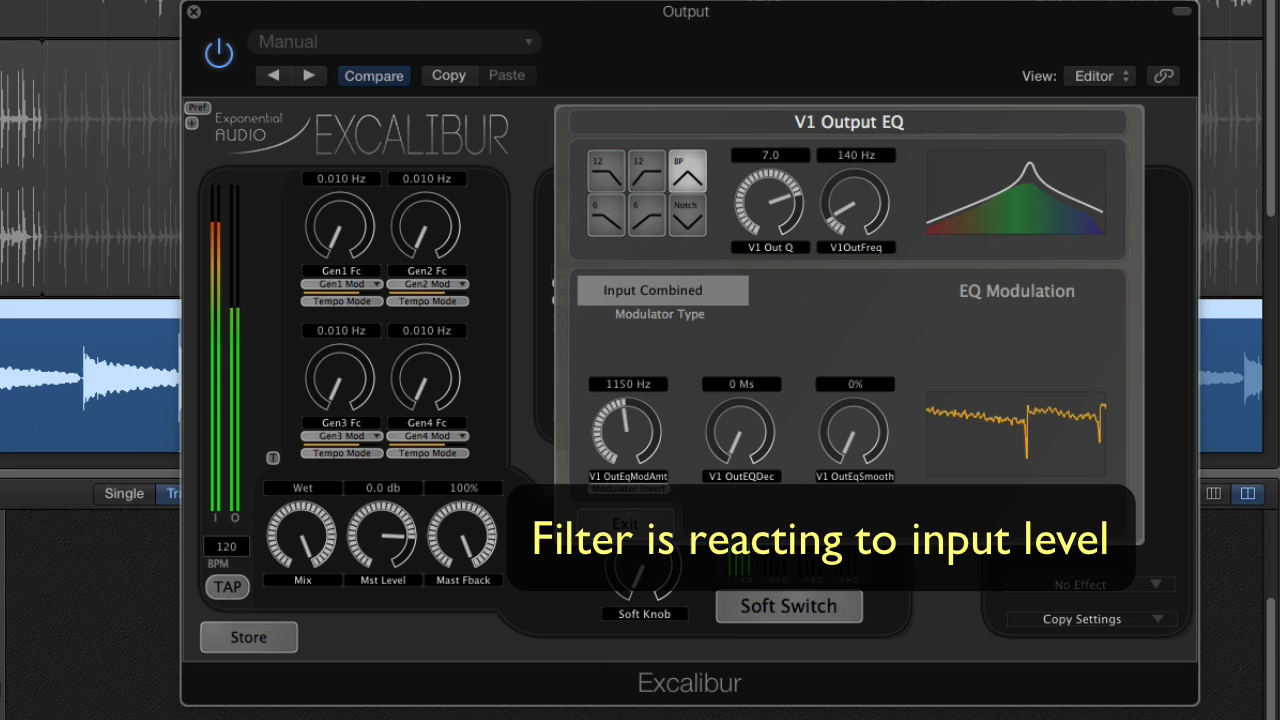 Output
Manual
Compare Copy Paste
View: Editor
Pref
Exponential
AUDIO
EXCALIBUR
V1 Output EQ
12 12 BP
6 6 Notch
7.0 140 Hz
V1 Out Q V1OutFreq
0.010 Hz 0.010 Hz
Gen1 Fc Gen2 Fc
Gen1 Mod Gen2 Mod
Tempo Mode Tempo Mode
Input Combined
Modulator Type
EQ Modulation
0.010 Hz 0.010 Hz
Gen3 Fc Gen4 Fc
Gen3 Mod Gen4 Mod
Tempo Mode Tempo Mode
1150 Hz 0 Ms 0%
V1 OutEqModAmt V1 OutEQDec V1 OutEqSmooth
Modulator Invert
T
Single Tra
Wet 0.0 db 100%
I O
Mix Mst Level Mast Fback
120
BPM
TAP
Exit
Filter is reacting to input level
No Effect
Soft Knob
Soft Switch
Copy Settings
Store
Excalibur